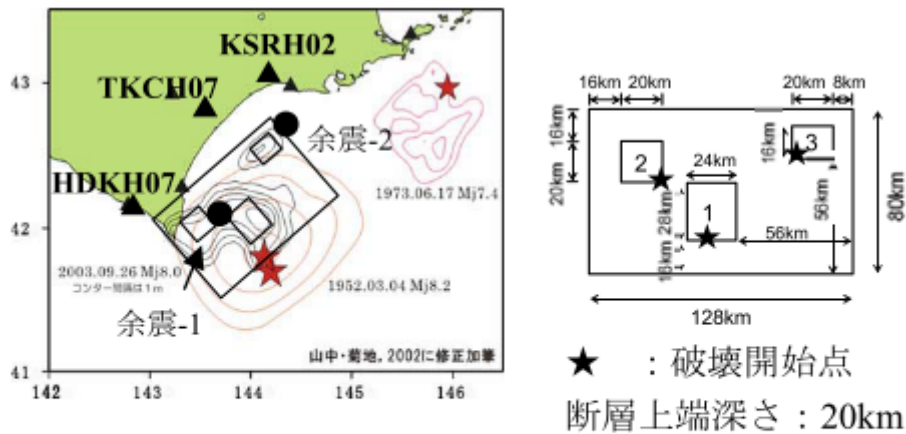 KSRH02
43
TKCH07
余震-2
1973.06.17 Mj7.4
HDKH07
42
2003.09.26 Mj8.0
コンター間隔は1m
1952.03.04 Mj8.2
余震-1
山中・菊地, 2002に修正加筆
41
142
143
144
145
146
16km
20km
20km
8km
16km
20km
2
3
16km
24km
1
28km
16km
56km
56km
80km
128km
★ :破壊開始点
断層上端深さ:20km